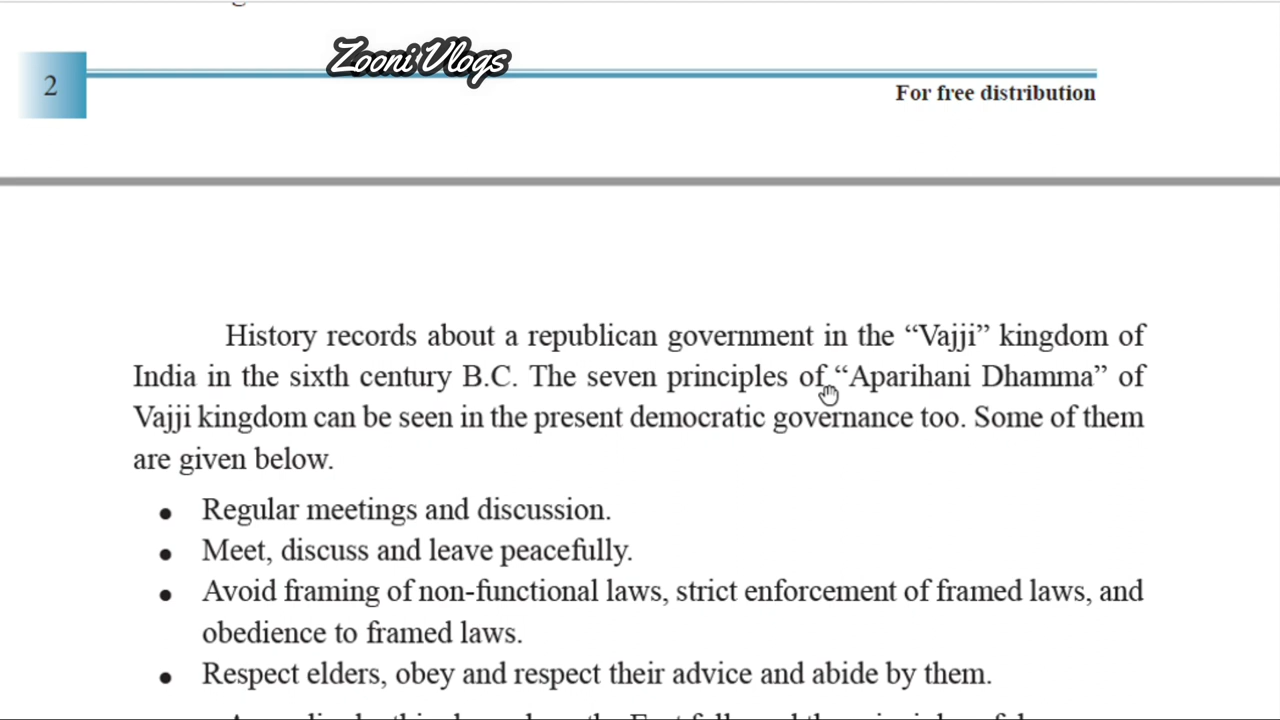 Zooni Vlogs
2
For free distribution
History records about a republican government in the “Vajji” kingdom of
India in the sixth century B.C. The seven principles of “Aparihani Dhamma” of
Vajji kingdom can be seen in the present democratic governance too. Some of them
are given below.
● Regular meetings and discussion.
● Meet, discuss and leave peacefully.
● Avoid framing of non-functional laws, strict enforcement of framed laws, and
obedience to framed laws.
● Respect elders, obey and respect their advice and abide by them.